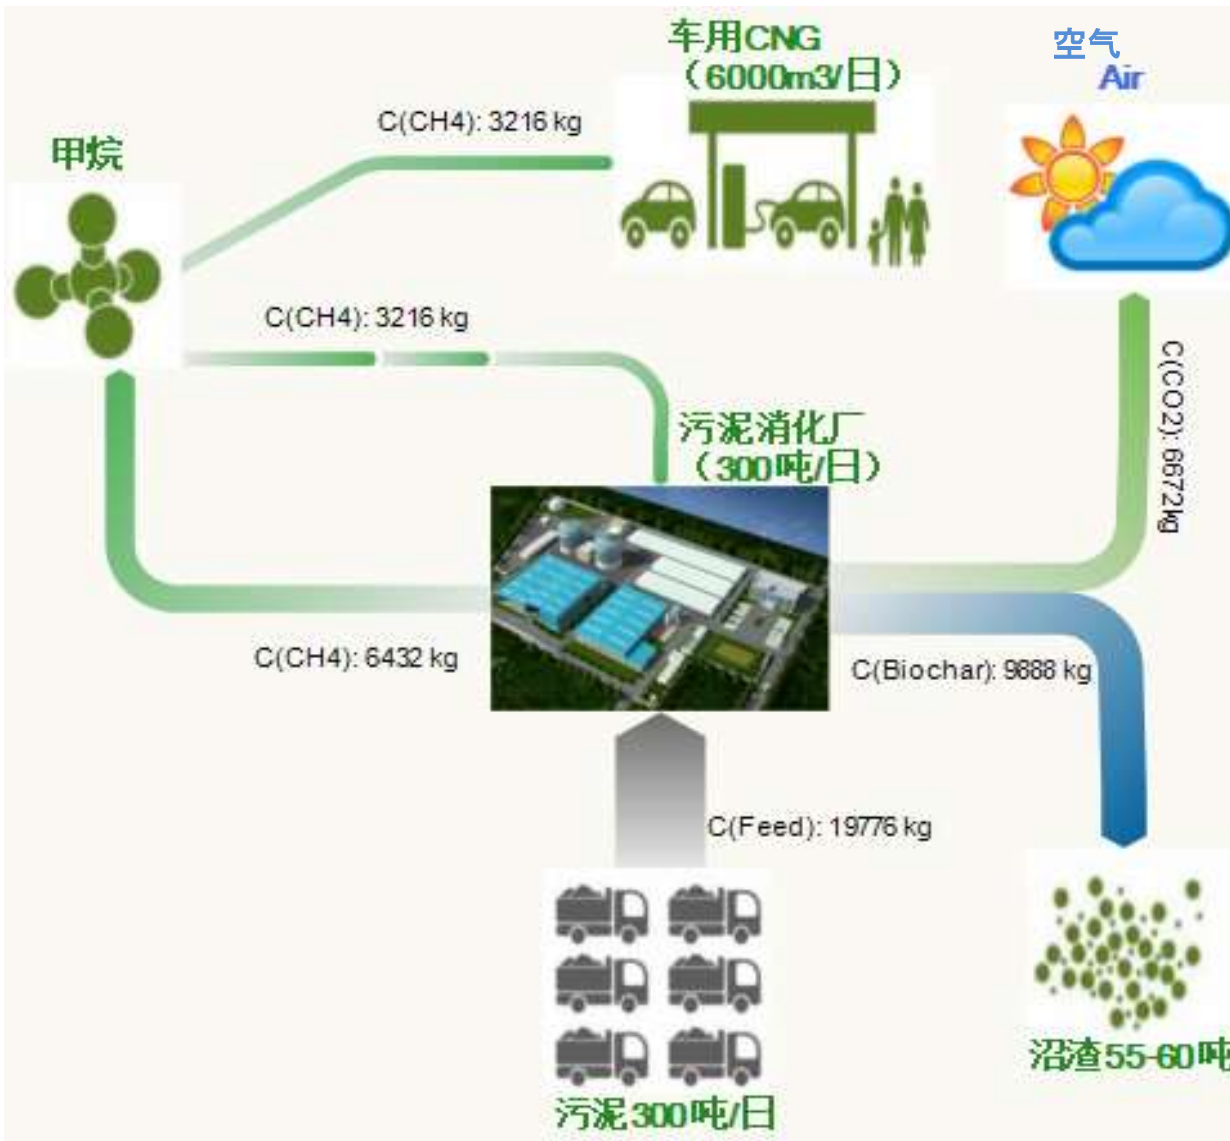 车用CNG
（6000m3/日）
空气
Air
C(CH4): 3216 kg
甲烷
C(CH4): 3216 kg
C(CO2): 6672kg
污泥消化厂
（300吨/日）
C(CH4): 6432 kg
C(Biochar): 9888 kg
C(Feed): 19776 kg
沼渣55-60吨
污泥300吨/日